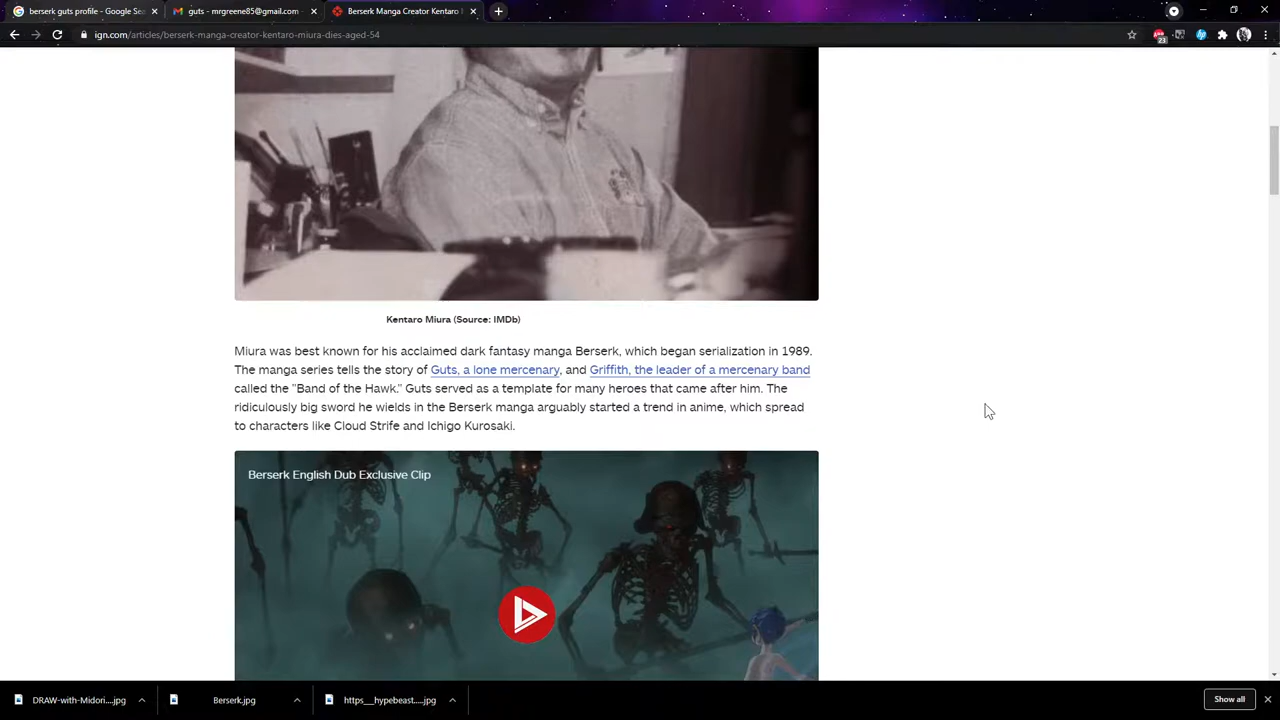 berserk guts profile - Google Sea
guts - mrgreene85@gmail.com
Berserk Manga Creator Kentaro
ign.com/articles/berserk-manga-creator-kentaro-miura-dies-aged-54
23
Kentaro Miura (Source: IMDb)
Miura was best known for his acclaimed dark fantasy manga Berserk, which began serialization in 1989.
The manga series tells the story of Guts, a lone mercenary, and Griffith, the leader of a mercenary band
called the "Band of the Hawk." Guts served as a template for many heroes that came after him. The
ridiculously big sword he wields in the Berserk manga arguably started a trend in anime, which spread
to characters like Cloud Strife and Ichigo Kurosaki.
Berserk English Dub Exclusive Clip
DRAW-with-Midori....jpg
Berserk.jpg
https___hypebeast.....jpg
Show all